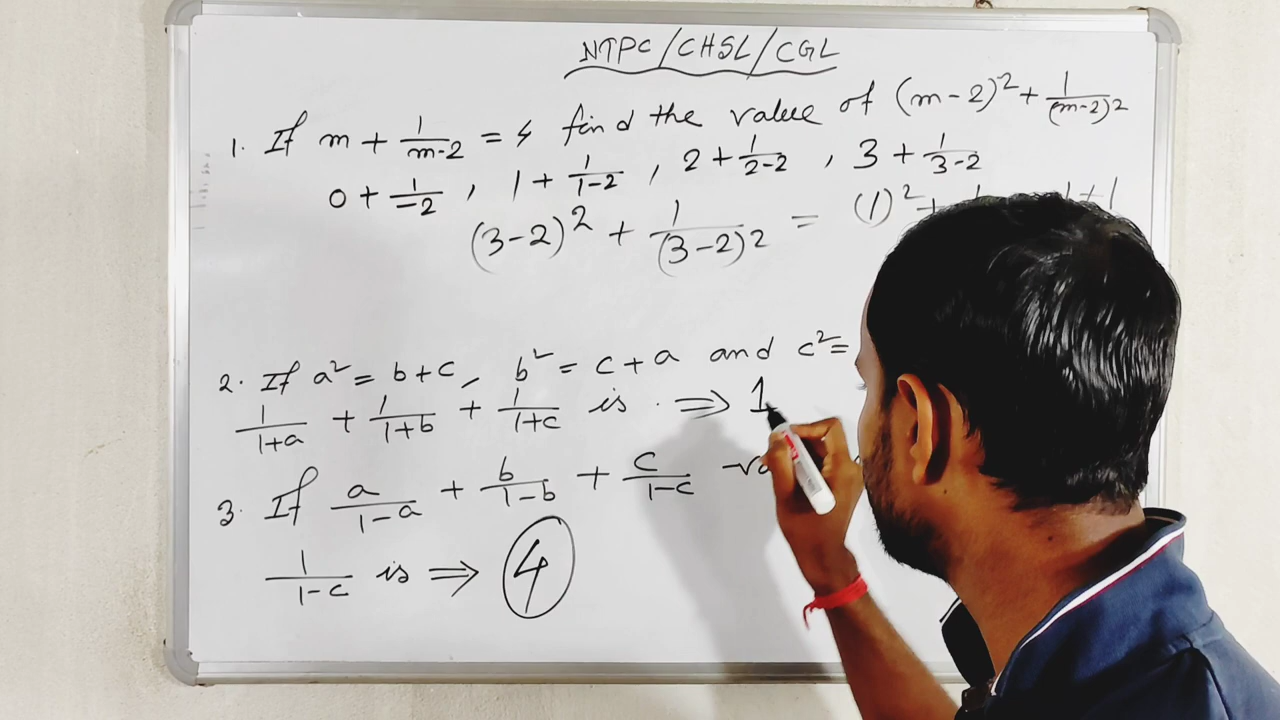 NTPC/CHSL/CGL
1. If m + 1/(m-2) = 4 find the value of (m-2)² + 1/(m-2)²
0 + 1/-2 , 1 + 1/(1-2) , 2 + 1/(2-2) , 3 + 1/(3-2)
(3-2)² + 1/(3-2)² = (1)² +
2. If a² = b+c, b² = c+a and c² =
1/(1+a) + 1/(1+b) + 1/(1+c) is . ⇒ 1
3. If a/(1-a) + b/(1-b) + c/(1-c)
1/(1-c) is ⇒ 4